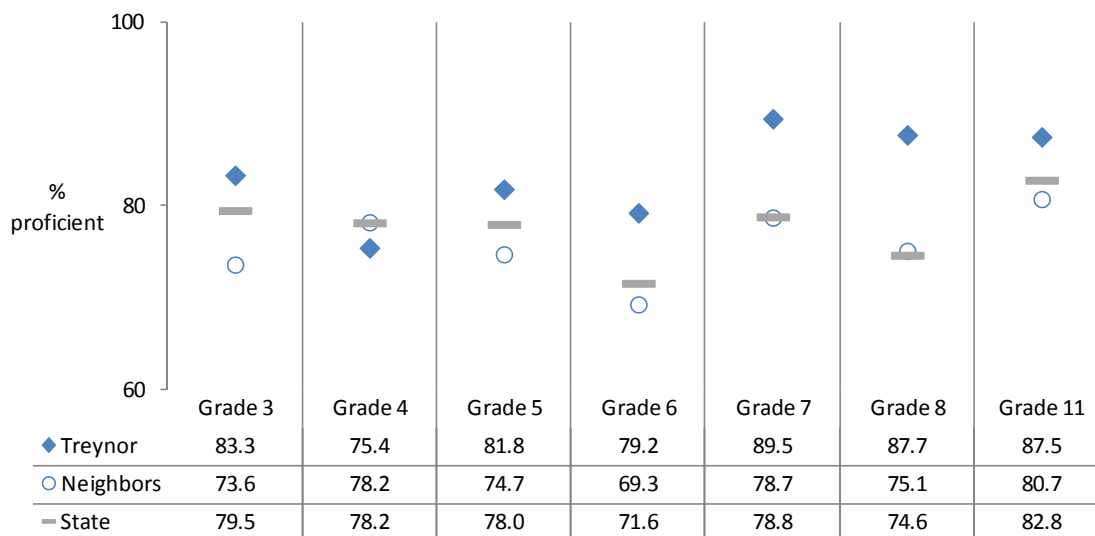 100
80
%
proficient
60
Grade 3 Grade 4 Grade 5 Grade 6 Grade 7 Grade 8 Grade 11
Treynor 83.3 75.4 81.8 79.2 89.5 87.7 87.5
Neighbors 73.6 78.2 74.7 69.3 78.7 75.1 80.7
State 79.5 78.2 78.0 71.6 78.8 74.6 82.8